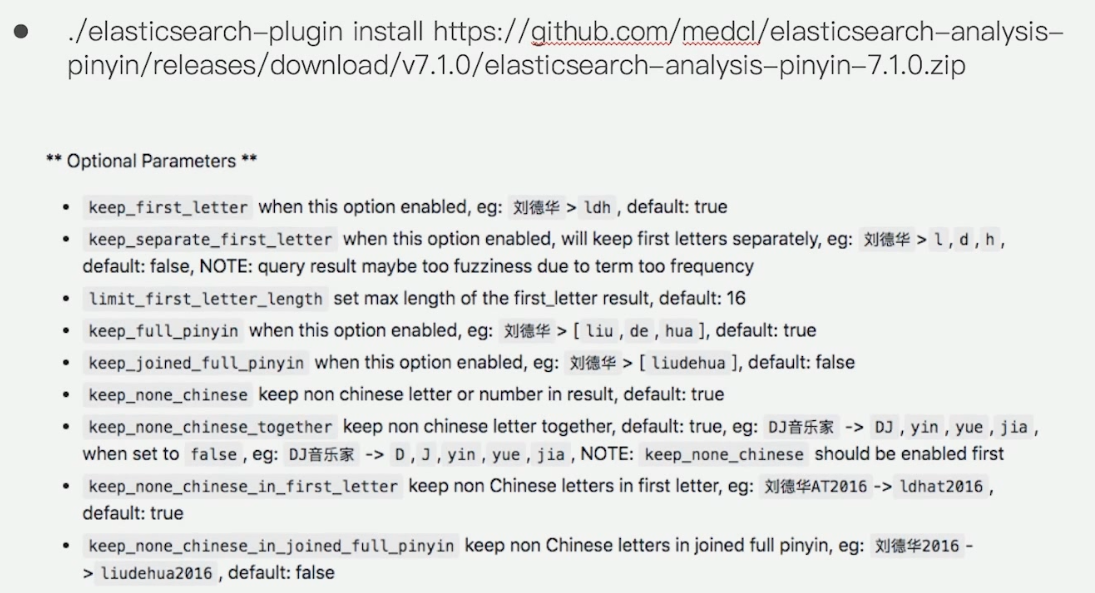 ./elasticsearch–plugin install https://github.com/medcl/elasticsearch–analysis–
pinyin/releases/download/v7.1.0/elasticsearch–analysis–pinyin–7.1.0.zip
** Optional Parameters **
• keep_first_letter when this option enabled, eg: 刘德华 > ldh , default: true
• keep_separate_first_letter when this option enabled, will keep first letters separately, eg: 刘德华 > l , d , h ,
default: false, NOTE: query result maybe too fuzziness due to term too frequency
• limit_first_letter_length set max length of the first_letter result, default: 16
• keep_full_pinyin when this option enabled, eg: 刘德华 > [ liu , de , hua ], default: true
• keep_joined_full_pinyin when this option enabled, eg: 刘德华 > [ liudehua ], default: false
• keep_none_chinese keep non chinese letter or number in result, default: true
• keep_none_chinese_together keep non chinese letter together, default: true, eg: DJ音乐家 -> DJ , yin , yue , jia ,
when set to false , eg: DJ音乐家 -> D , J , yin , yue , jia , NOTE: keep_none_chinese should be enabled first
• keep_none_chinese_in_first_letter keep non Chinese letters in first letter, eg: 刘德华AT2016 -> ldhat2016 ,
default: true
• keep_none_chinese_in_joined_full_pinyin keep non Chinese letters in joined full pinyin, eg: 刘德华2016 -
> liudehua2016 , default: false